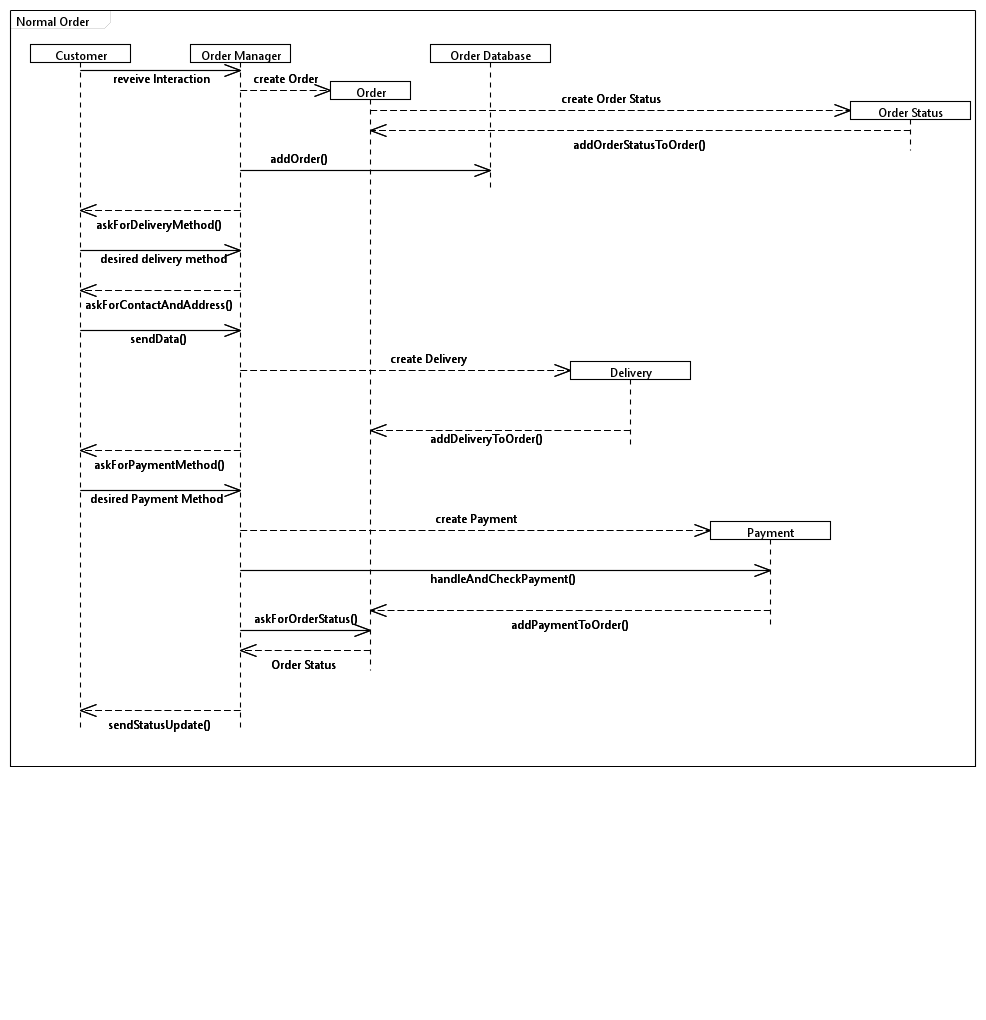 Normal Order
Customer
Order Manager
Order Database
reveive Interaction
create Order
Order
create Order Status
Order Status
addOrderStatusToOrder()
addOrder()
askForDeliveryMethod()
desired delivery method
askForContactAndAddress()
sendData()
create Delivery
Delivery
addDeliveryToOrder()
askForPaymentMethod()
desired Payment Method
create Payment
Payment
handleAndCheckPayment()
askForOrderStatus()
addPaymentToOrder()
Order Status
sendStatusUpdate()